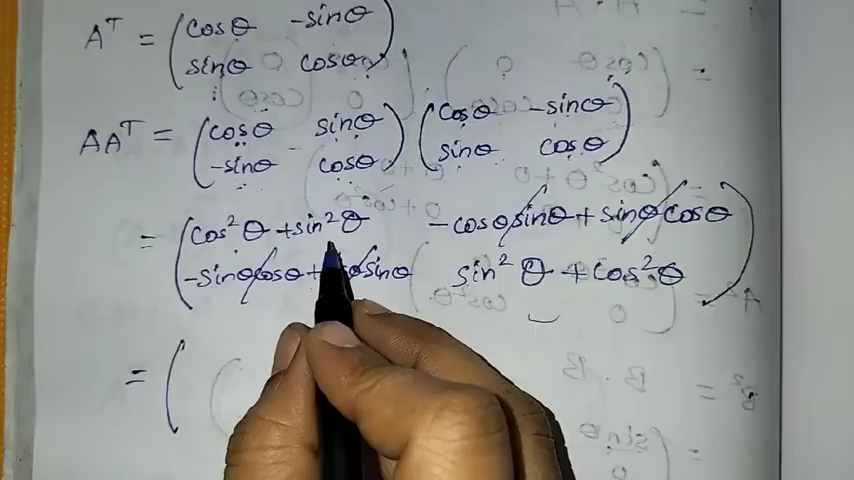 Aᵀ = (cosθ -sinθ
sinθ cosθ)
AAᵀ = (cosθ sinθ
-sinθ cosθ) (cosθ -sinθ
sinθ cosθ)
= (cos²θ + sin²θ -cosθsinθ + sinθcosθ
-sinθcosθ + sinθ sin²θ + cos²θ)
= (